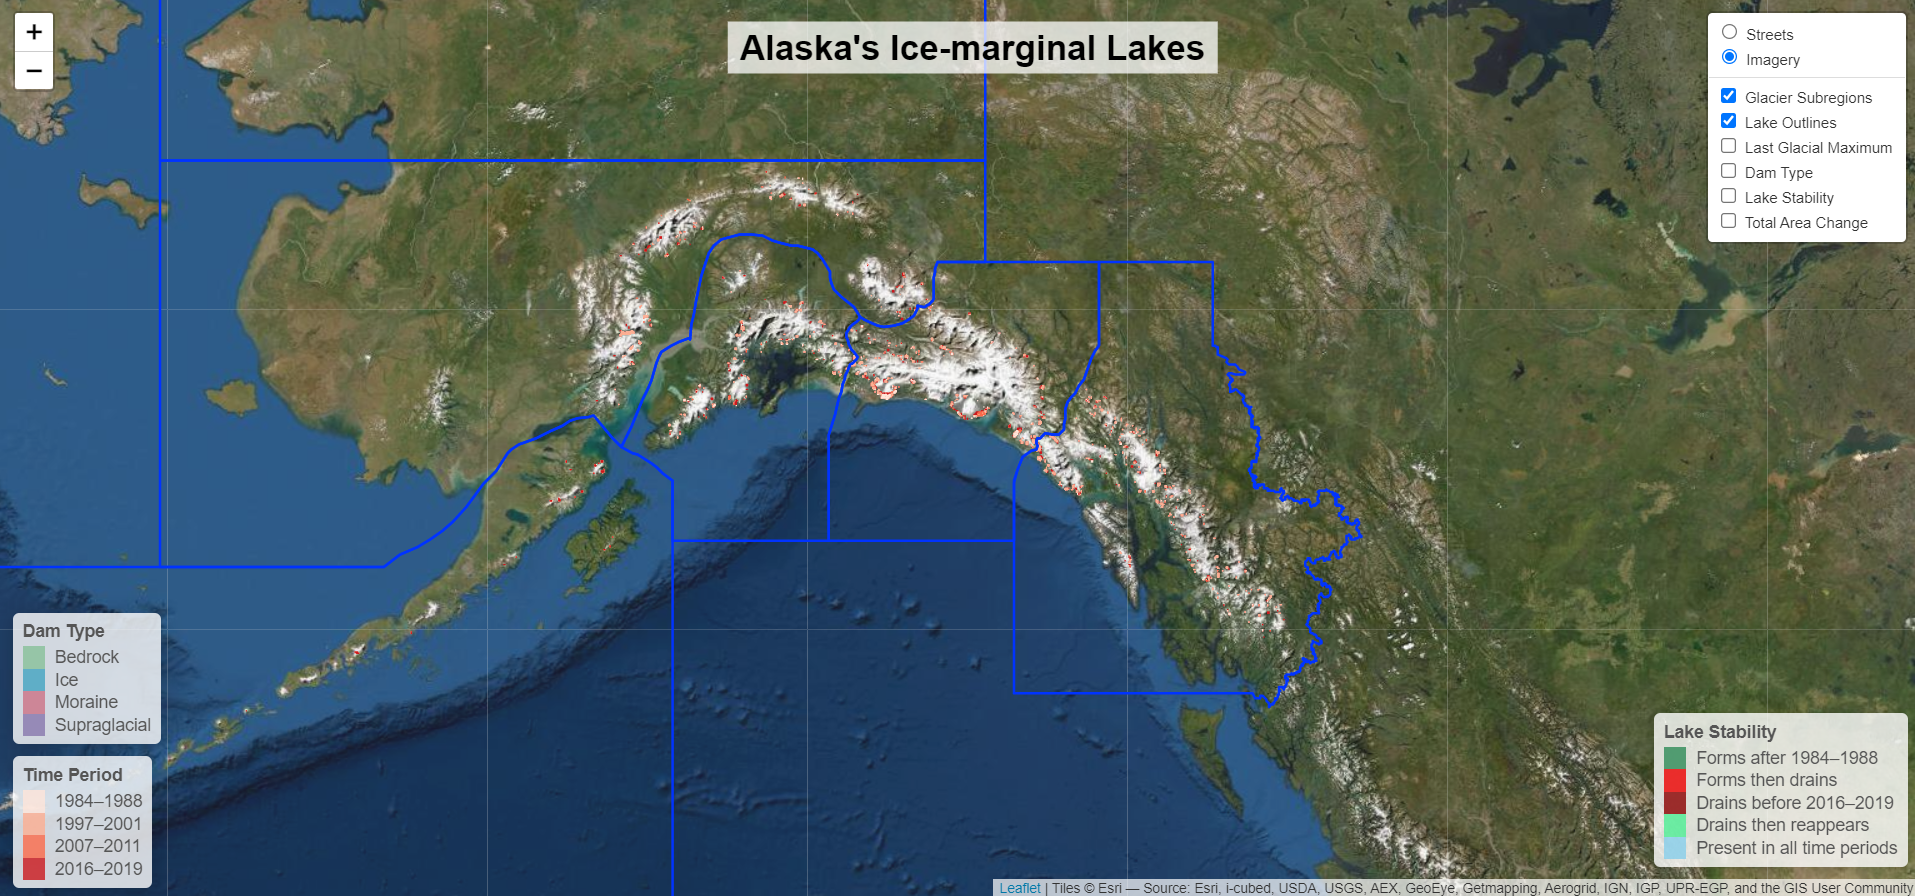 +
−
Alaska's Ice-marginal Lakes
Streets
Imagery
Glacier Subregions
Lake Outlines
Last Glacial Maximum
Dam Type
Lake Stability
Total Area Change
Dam Type
Bedrock
Ice
Moraine
Supraglacial
Time Period
1984–1988
1997–2001
2007–2011
2016–2019
Lake Stability
Forms after 1984–1988
Forms then drains
Drains before 2016–2019
Drains then reappears
Present in all time periods
Leaflet | Tiles © Esri — Source: Esri, i-cubed, USDA, USGS, AEX, GeoEye, Getmapping, Aerogrid, IGN, IGP, UPR-EGP, and the GIS User Community